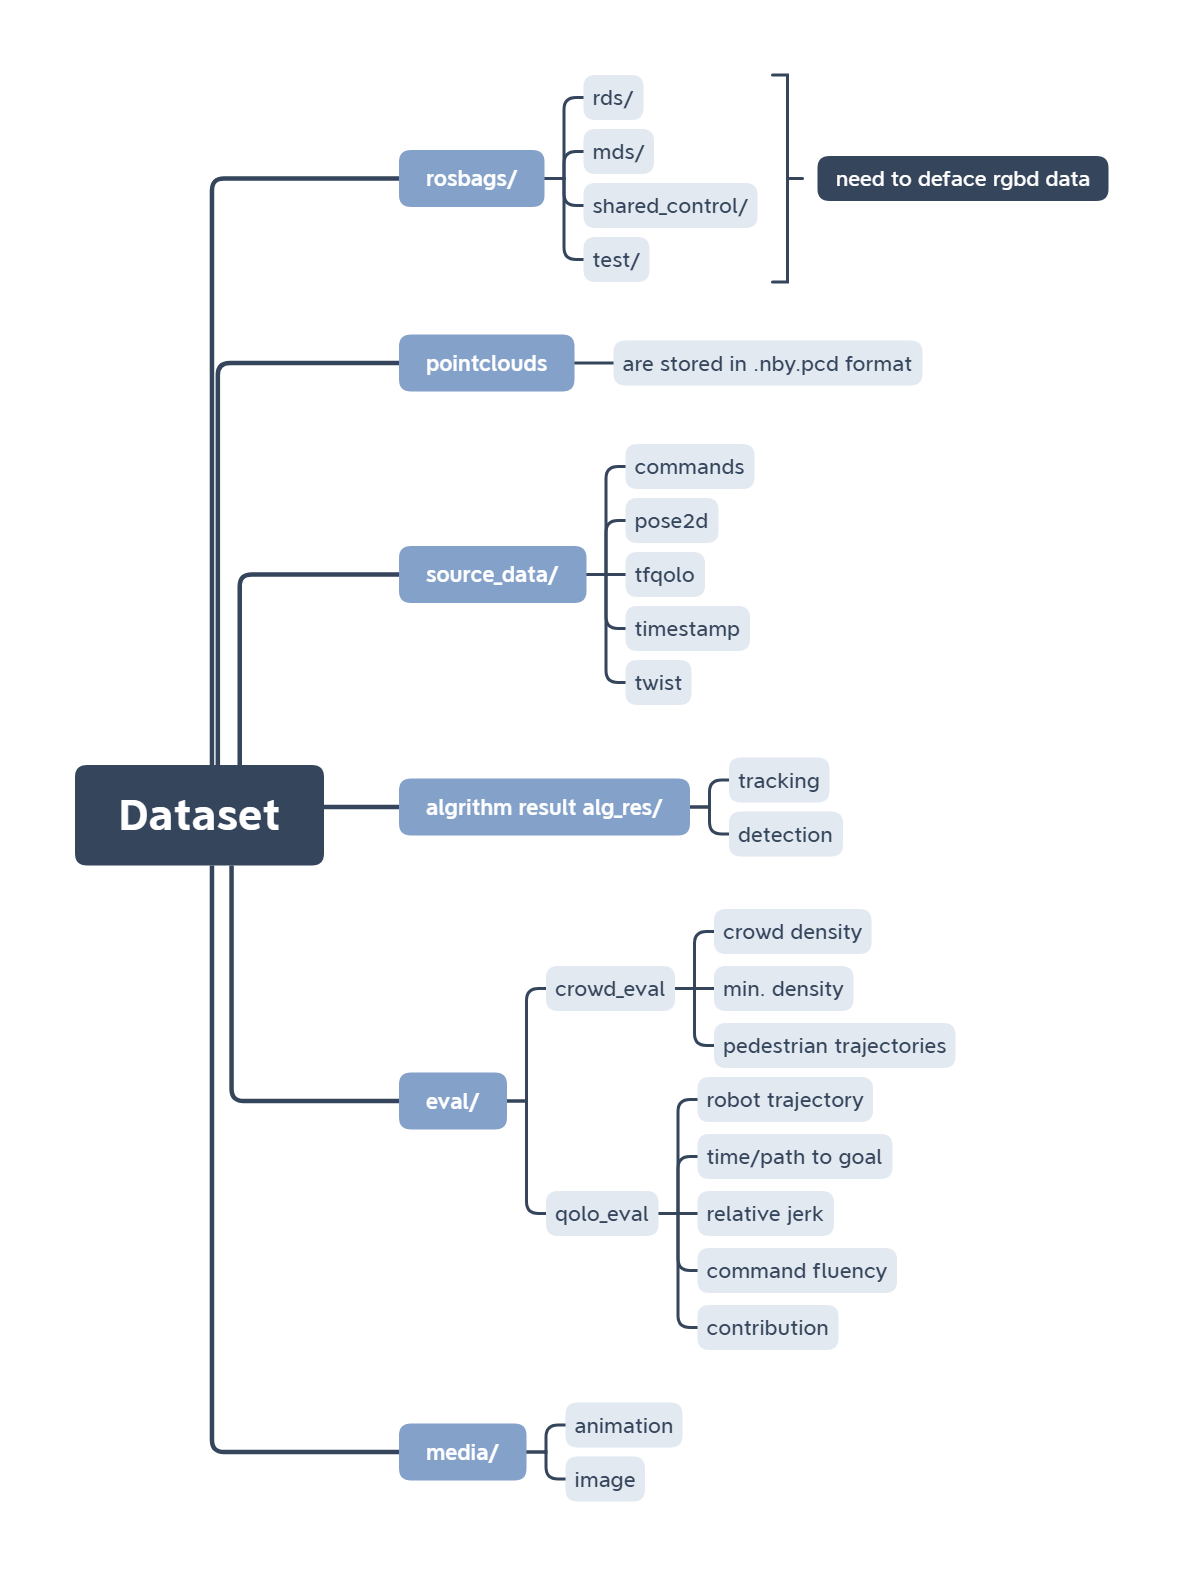 rds/
mds/
rosbags/
need to deface rgbd data
shared_control/
test/
pointclouds
are stored in .nby.pcd format
commands
pose2d
source_data/
tfqolo
timestamp
twist
Dataset
algrithm result alg_res/
tracking
detection
crowd density
crowd_eval
min. density
pedestrian trajectories
eval/
robot trajectory
time/path to goal
qolo_eval
relative jerk
command fluency
contribution
media/
animation
image